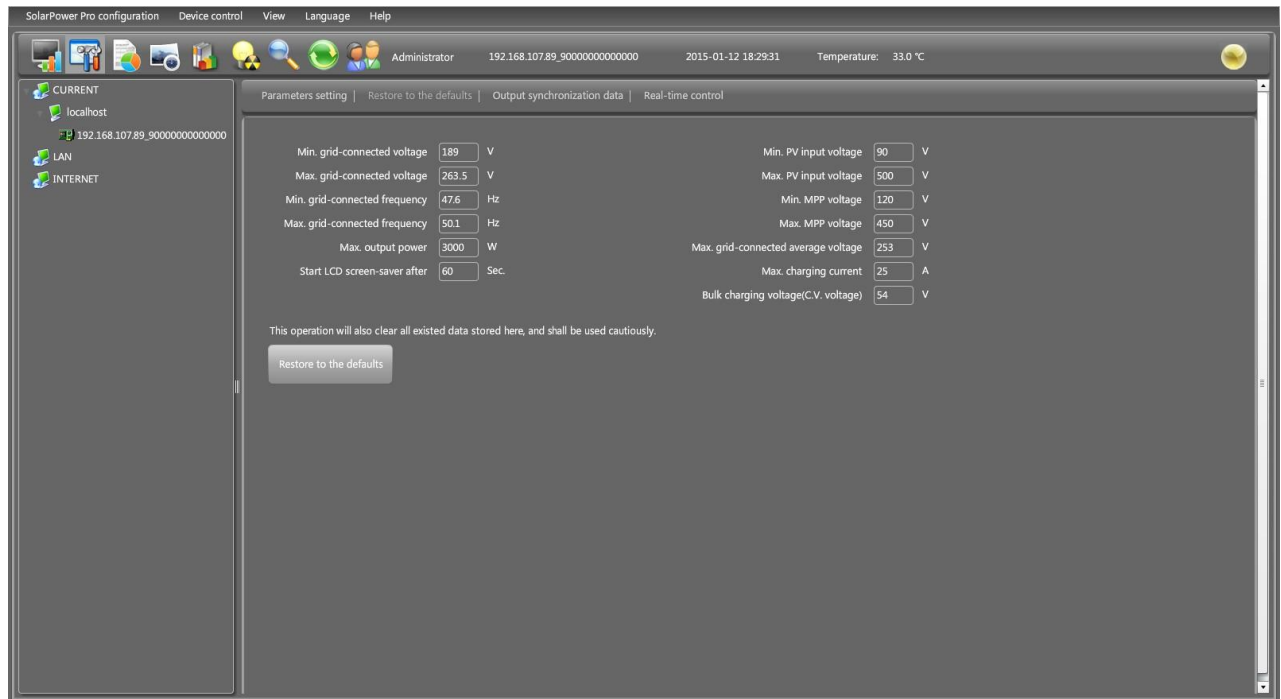 SolarPower Pro configuration Device control View Language Help
Administrator 192.168.107.89_90000000000000 2015-01-12 18:29:31 Temperature: 33.0 ℃
CURRENT
localhost
192.168.107.89_90000000000000
LAN
INTERNET
Parameters setting | Restore to the defaults | Output synchronization data | Real-time control
Min. grid-connected voltage 189 V
Max. grid-connected voltage 263.5 V
Min. grid-connected frequency 47.6 Hz
Max. grid-connected frequency 50.1 Hz
Max. output power 3000 W
Start LCD screen-saver after 60 Sec.
Min. PV input voltage 90 V
Max. PV input voltage 500 V
Min. MPP voltage 120 V
Max. MPP voltage 450 V
Max. grid-connected average voltage 253 V
Max. charging current 25 A
Bulk charging voltage(C.V. voltage) 54 V
This operation will also clear all existed data stored here, and shall be used cautiously.
Restore to the defaults